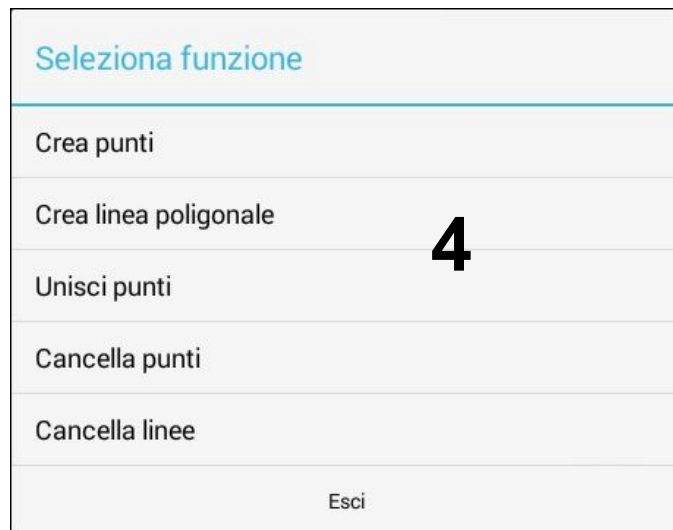 Seleziona funzione
Crea punti
Crea linea poligonale
4
Unisci punti
Cancella punti
Cancella linee
Esci